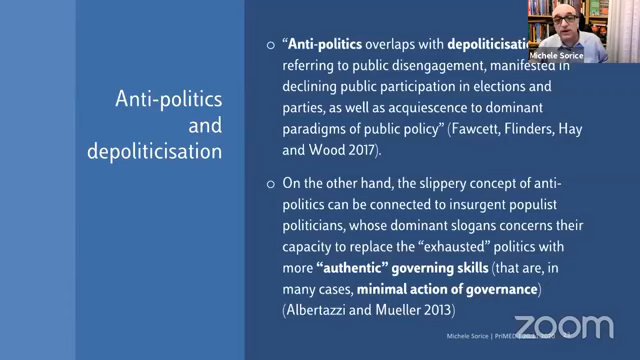 Anti-politics
and
depoliticisation
“Anti-politics overlaps with
referring to public disengagement, manifested in
declining public participation in elections and
parties, as well as acquiescence to dominant
paradigms of public policy” (Fawcett, Flinders, Hay
and Wood 2017).
On the other hand, the slippery concept of anti-
politics can be connected to insurgent populist
politicians, whose dominant slogans concerns their
capacity to replace the “exhausted” politics with
more “authentic” governing skills (that are, in
many cases, minimal action of governance)
(Albertazzi and Mueller 2013)
Michele Sorice
Michele Sorice | PriMED |
zoom